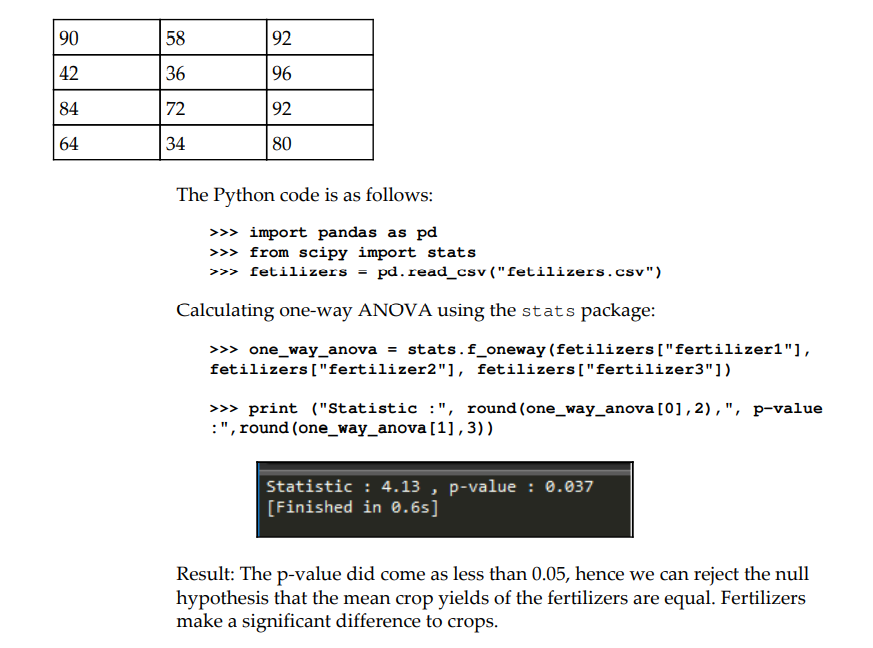 90 58 92
42 36 96
84 72 92
64 34 80
The Python code is as follows:
>>> import pandas as pd
>>> from scipy import stats
>>> fetilizers = pd.read_csv("fetilizers.csv")
Calculating one-way ANOVA using the stats package:
>>> one_way_anova = stats.f_oneway(fetilizers["fertilizer1"],
fetilizers["fertilizer2"], fetilizers["fertilizer3"])
>>> print ("Statistic :", round(one_way_anova[0],2),", p-value
:",round(one_way_anova[1],3))
Statistic : 4.13 , p-value : 0.037
[Finished in 0.6s]
Result: The p-value did come as less than 0.05, hence we can reject the null
hypothesis that the mean crop yields of the fertilizers are equal. Fertilizers
make a significant difference to crops.